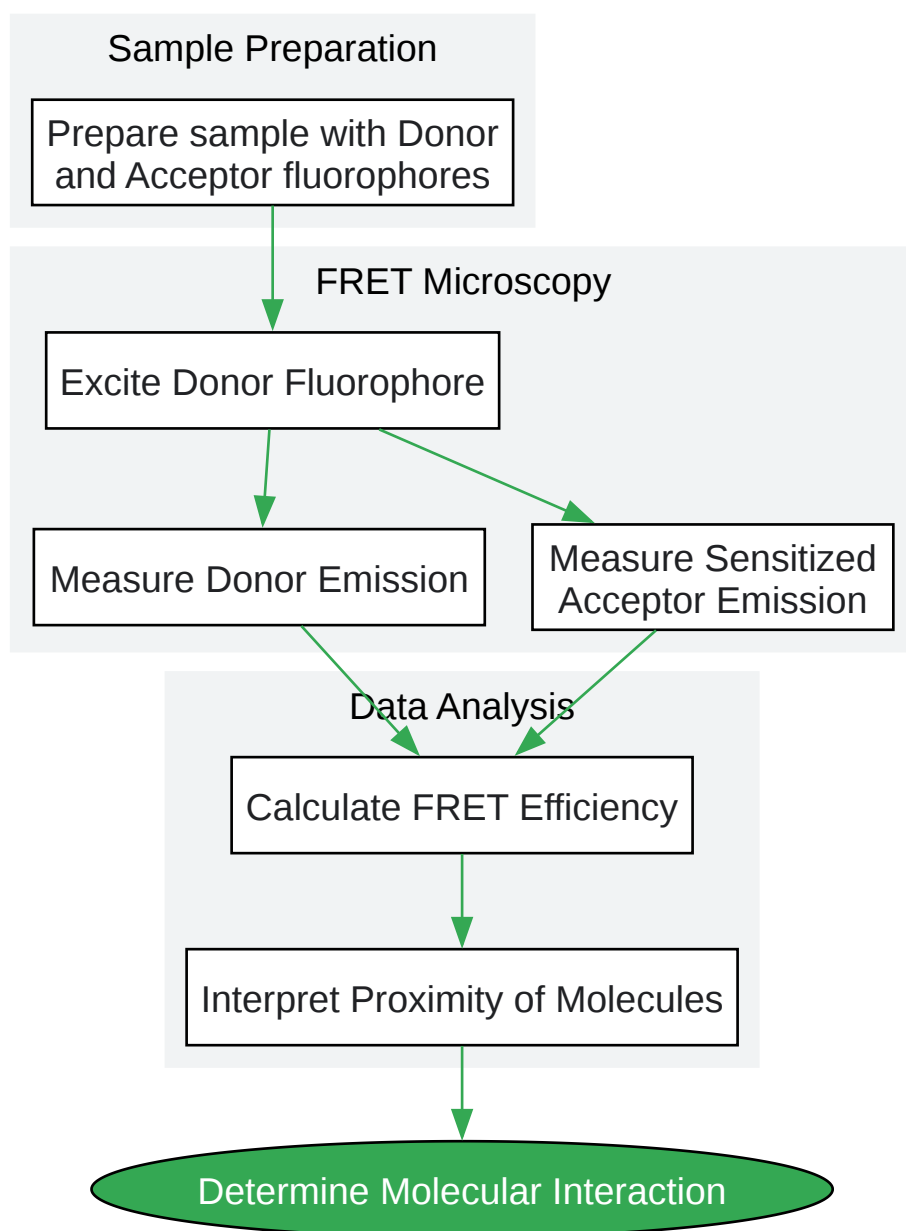 Sample Preparation
Prepare sample with Donor
and Acceptor fluorophores
FRET Microscopy
Excite Donor Fluorophore
Measure Donor Emission
Measure Sensitized
Acceptor Emission
Data Analysis
Calculate FRET Efficiency
Interpret Proximity of Molecules
Determine Molecular Interaction